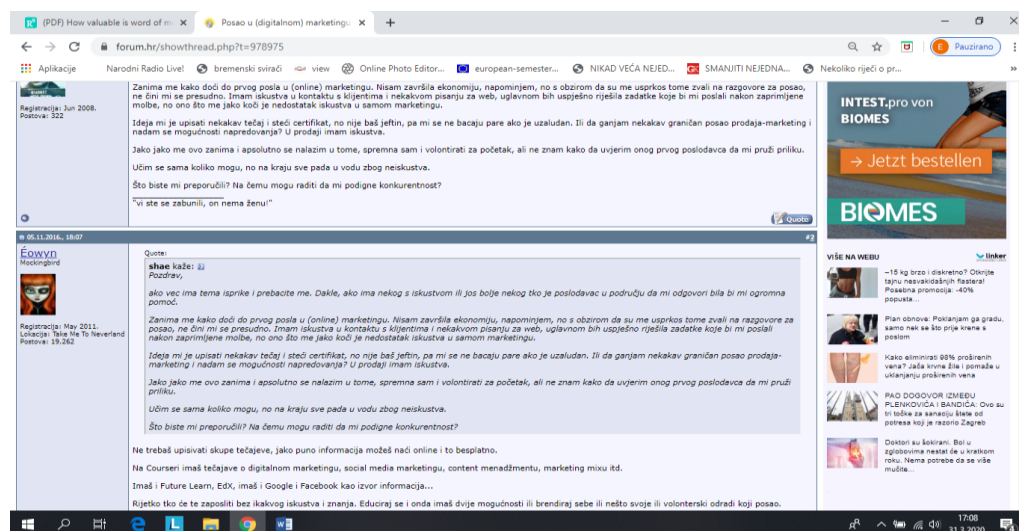 (PDF) How valuable is word of m
Posao u (digitalnom) marketingu
forum.hr/showthread.php?t=978975
Pauzirano
Aplikacije
Narodni Radio Live!
bremenski svirači
view
Online Photo Editor...
european-semester...
NIKAD VEĆA NEJED...
SMANJITI NEJEDNA...
Nekoliko riječi o pr...
Registracija: Jun 2008.
Postova: 322
Zanima me kako doći do prvog posla u (online) marketingu. Nisam završila ekonomiju, napominjem, no s obzirom da su me usprkos tome zvali na razgovore za posao,
ne čini mi se presudno. Imam iskustva u kontaktu s klijentima i nekakvom pisanju za web, uglavnom bih uspješno riješila zadatke koje bi mi poslali nakon zaprimljene
molbe, no ono što me jako koči je nedostatak iskustva u samom marketingu.
Ideja mi je upisati nekakav tečaj i steći certifikat, no nije baš jeftin, pa mi se ne bacaju pare ako je uzaludan. Ili da ganjam nekakav graničan posao prodaja-marketing i
nadam se mogućnosti napredovanja? U prodaji imam iskustva.
Jako jako me ovo zanima i apsolutno se nalazim u tome, spremna sam i volontirati za početak, ali ne znam kako da uvjerim onog prvog poslodavca da mi pruži priliku.
Učim se sama koliko mogu, no na kraju sve pada u vodu zbog neiskustva.
Što biste mi preporučili? Na čemu mogu raditi da mi podigne konkurentnost?
"vi ste se zabunili, on nema ženu!"
Quote
05.11.2016., 18:07
#2
Éowyn
Mockingbird
Registracija: May 2011.
Lokacija: Take Me To Neverland
Postova: 19.262
Quote:
shae kaže:
Pozdrav,
ako vec ima tema isprike i prebacite me. Dakle, ako ima nekog s iskustvom ili jos bolje nekog tko je poslodavac u području da mi odgovori bila bi mi ogromna
pomoć.
Zanima me kako doći do prvog posla u (online) marketingu. Nisam završila ekonomiju, napominjem, no s obzirom da su me usprkos tome zvali na razgovore za
posao, ne čini mi se presudno. Imam iskustva u kontaktu s klijentima i nekakvom pisanju za web, uglavnom bih uspješno riješila zadatke koje bi mi poslali
nakon zaprimljene molbe, no ono što me jako koči je nedostatak iskustva u samom marketingu.
Ideja mi je upisati nekakav tečaj i steći certifikat, no nije baš jeftin, pa mi se ne bacaju pare ako je uzaludan. Ili da ganjam nekakav graničan posao prodaja-
marketing i nadam se mogućnosti napredovanja? U prodaji imam iskustva.
Jako jako me ovo zanima i apsolutno se nalazim u tome, spremna sam i volontirati za početak, ali ne znam kako da uvjerim onog prvog poslodavca da mi pruži
priliku.
Učim se sama koliko mogu, no na kraju sve pada u vodu zbog neiskustva.
Što biste mi preporučili? Na čemu mogu raditi da mi podigne konkurentnost?
Ne trebaš upisivati skupe tečajeve, jako puno informacija možeš naći online i to besplatno.
Na Courseri imaš tečajave o digitalnom marketingu, social media marketingu, content menadžmentu, marketing mixu itd.
Imaš i Future Learn, EdX, imaš i Google i Facebook kao izvor informacija...
Rijetko tko će te zaposliti bez ikakvog iskustva i znanja. Educiraj se i onda imaš dvije mogućnosti ili brendiraj sebe ili nešto svoje ili volonterski odradi koji posao.
INTEST.pro von
BIOMES
→ Jetzt bestellen
BIOMES
VIŠE NA WEBU
linker
–15 kg brzo i diskretno? Otkrijte
tajnu nesvakidašnjih flastera!
Posebna promocija: -40%
popusta...
Plan obnove: Poklanjam ga gradu,
samo nek se što prije krene s
poslom
Kako eliminirati 98% proširenih
vena? Jača krvne žile i pomaže u
uklanjanju proširenih vena
PAO DOGOVOR IZMEĐU
PLENKOVIĆA I BANDIĆA: Ovo su
tri točke za sanaciju štete od
potresa koji je razorio Zagreb
Doktori su šokirani. Bol u
zglobovima nestat će u kratkom
roku. Nema potrebe da se više
mučite...
17:08
31.3.2020.